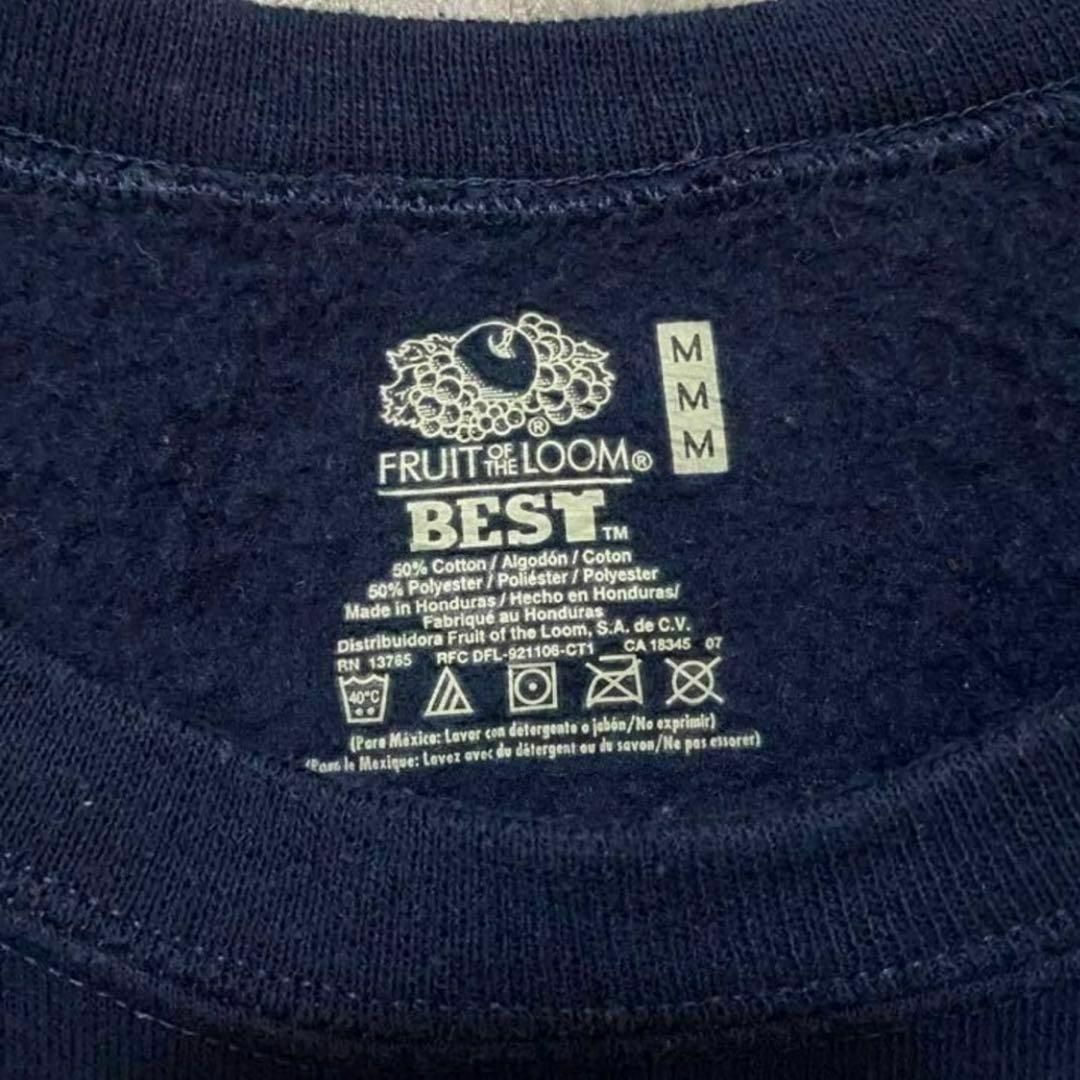 ®
FRUIT OF THE LOOM®
M
M
M
BEST™
50% Cotton / Algodón / Coton
50% Polyester / Poliéster / Polyester
Made in Honduras / Hecho en Honduras/
Fabriqué au Honduras
Distribuidora Fruit of the Loom, S.A. de C.V.
RN 13765 RFC DFL-921106-CT1 CA 18345 07
40°C
(Para México: Lavar con detergente o jabón/No exprimir)
(Para le Mexique: Lavez avec du détergent ou du savon/Ne pas essorer)